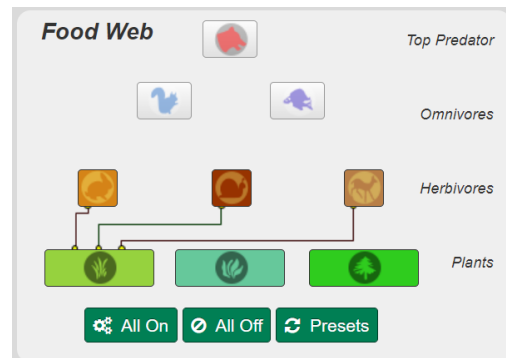 Food Web
Top Predator
Omnivores
Herbivores
Plants
All On
All Off
Presets